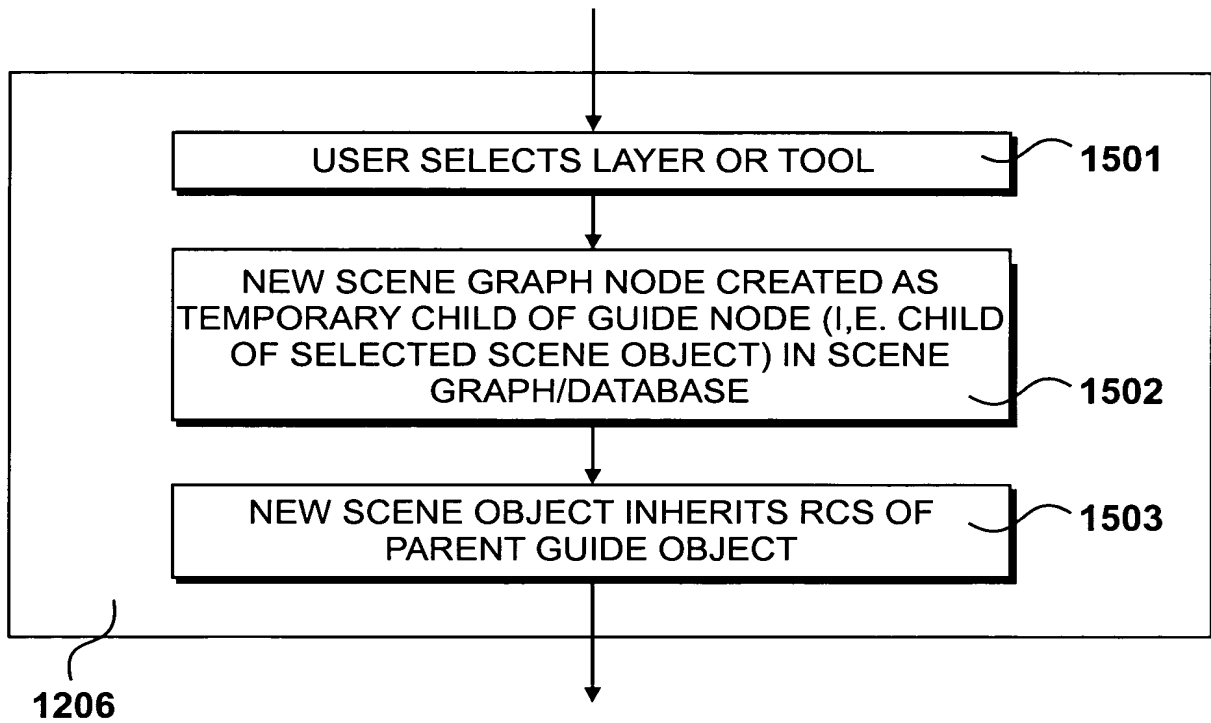 USER SELECTS LAYER OR TOOL
1501
NEW SCENE GRAPH NODE CREATED AS
TEMPORARY CHILD OF GUIDE NODE (I,E. CHILD
OF SELECTED SCENE OBJECT) IN SCENE
GRAPH/DATABASE
1502
NEW SCENE OBJECT INHERITS RCS OF
PARENT GUIDE OBJECT
1503
1206